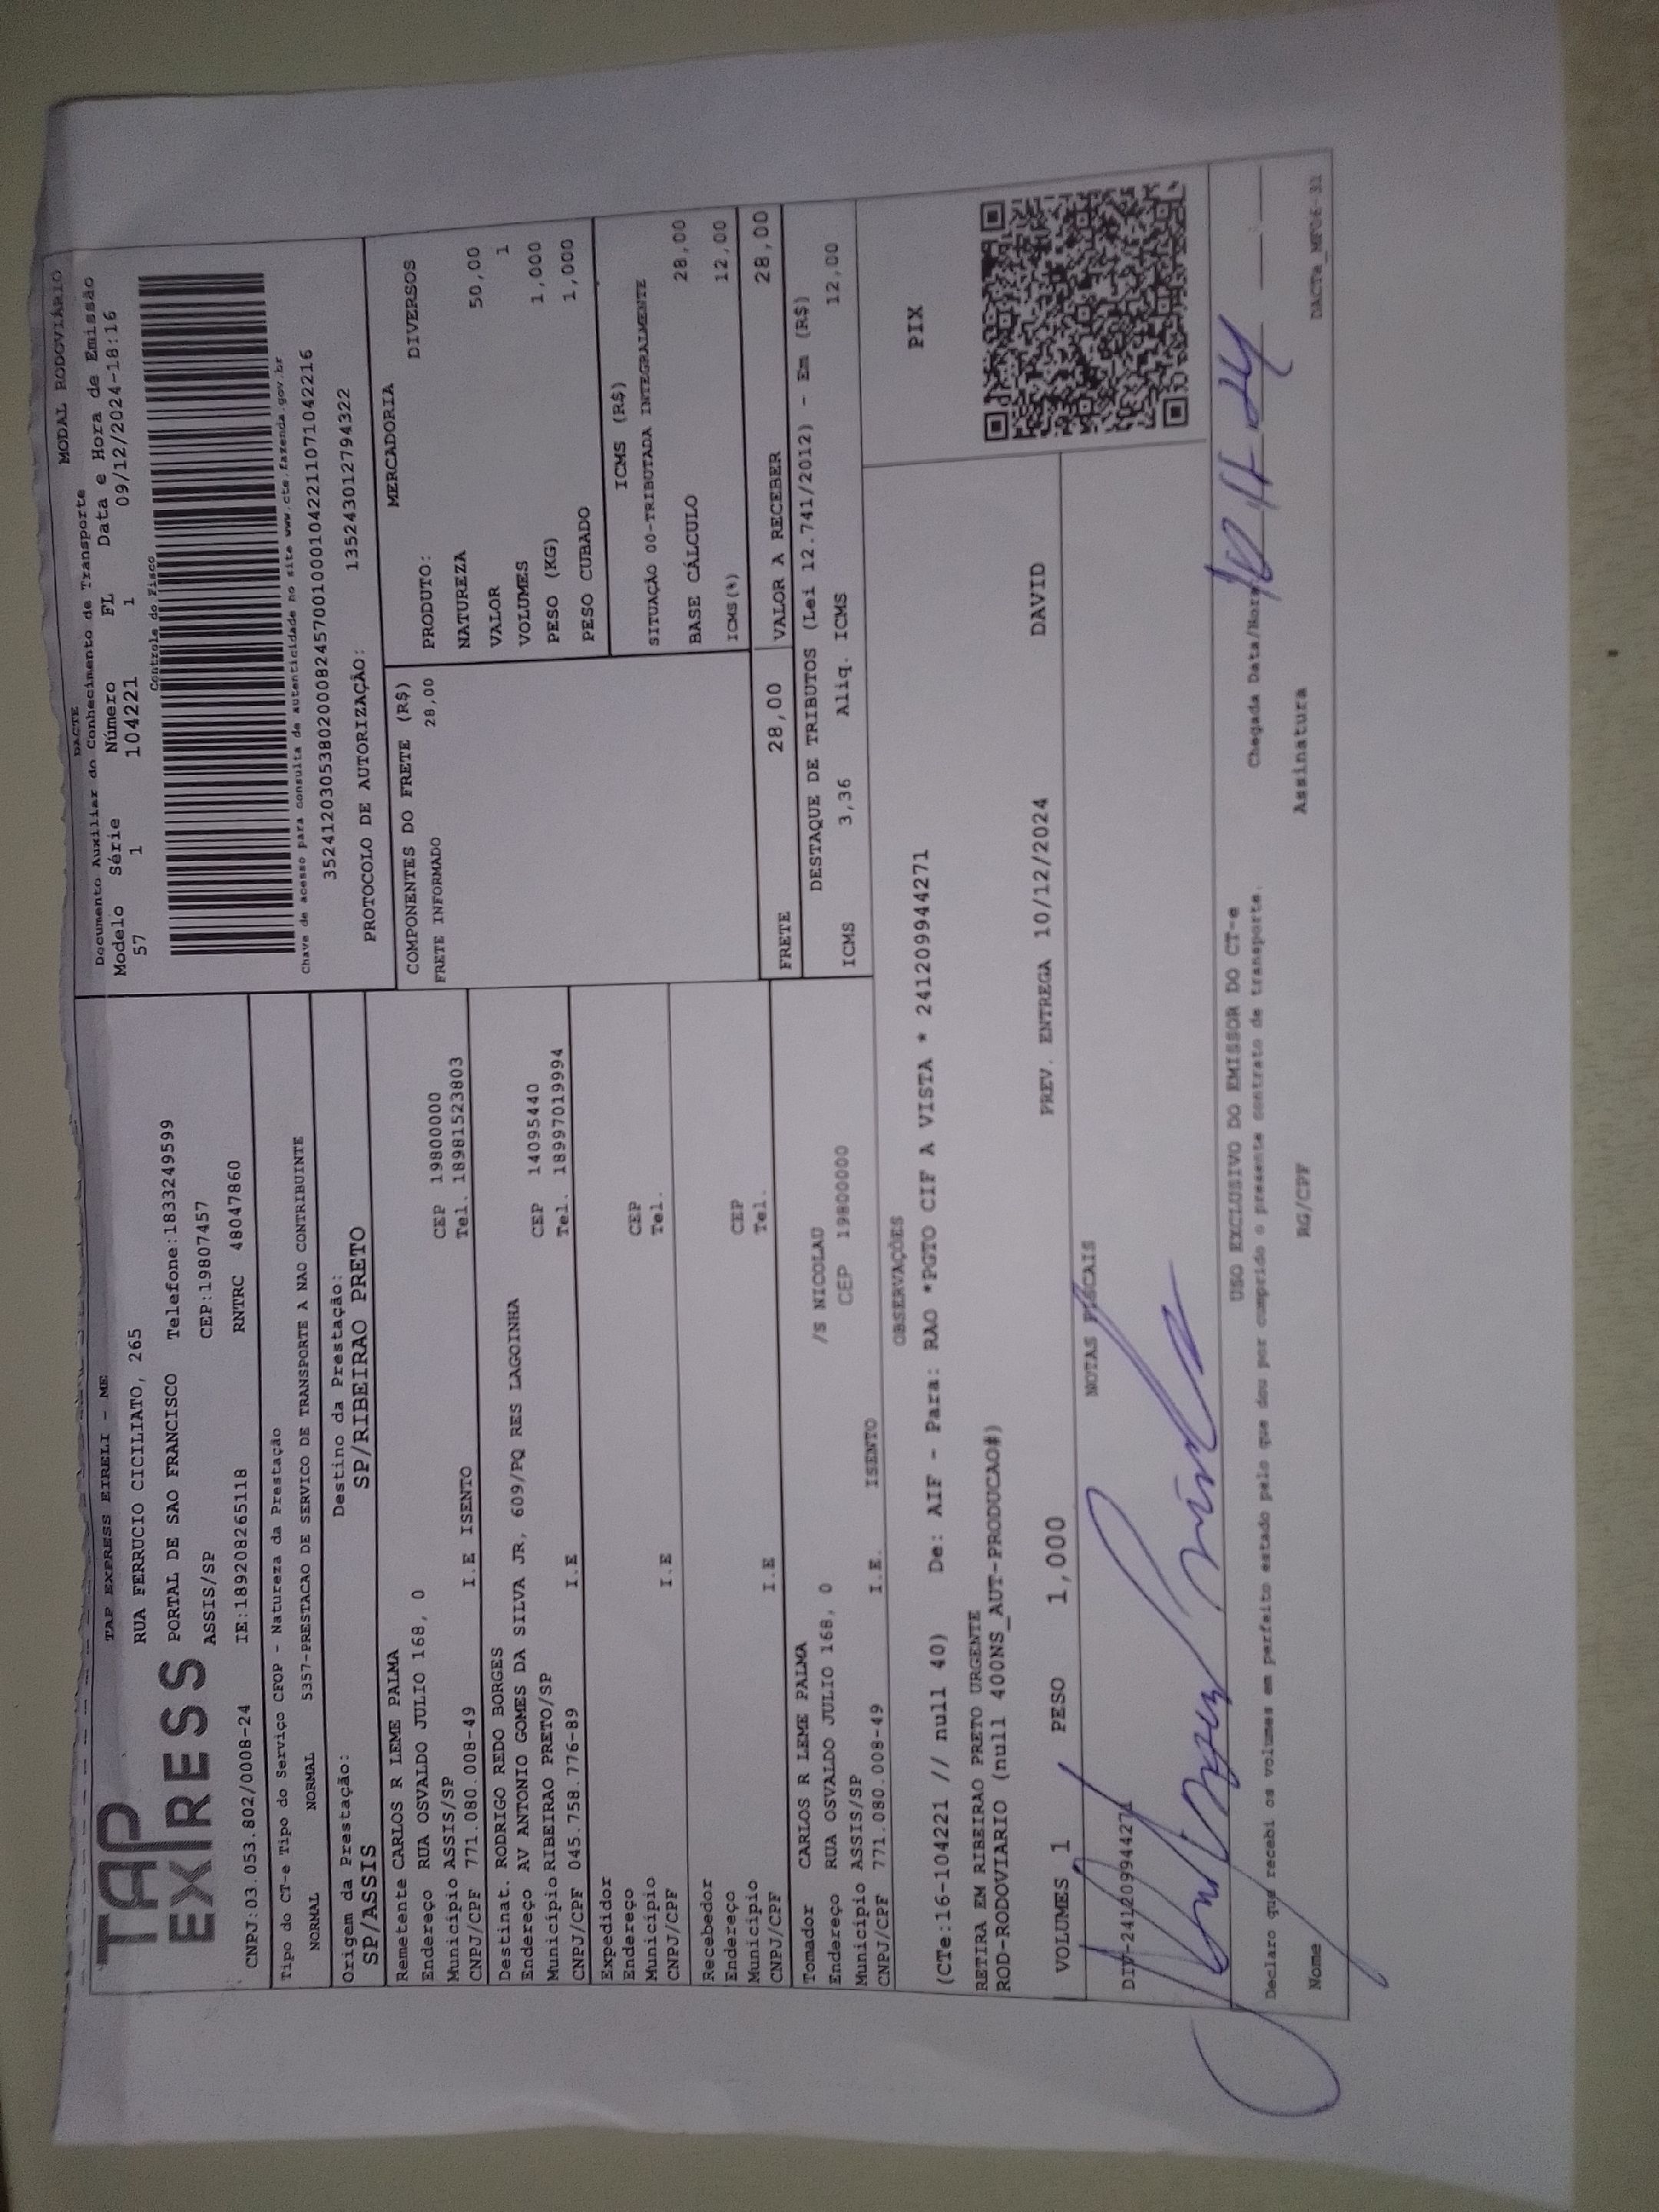 TAP
EXPRESS
TAP EXPRESS EIRELI - ME
RUA FERRUCIO CICILIATO, 265
PORTAL DE SAO FRANCISCO Telefone:1833249599
ASSIS/SP CEP:19807457
CNPJ:03.053.802/0008-24 IE:189208265118 RNTRC 48047860
Tipo do CT-e Tipo do Serviço CFOP - Natureza da Prestação
NORMAL NORMAL 5357-PRESTACAO DE SERVICO DE TRANSPORTE A NAO CONTRIBUINTE
Origem da Prestação: Destino da Prestação:
SP/ASSIS SP/RIBEIRAO PRETO
DACTE MODAL RODOVIÁRIO
Documento Auxiliar do Conhecimento de Transporte
Modelo Série Número FL Data e Hora de Emissão
57 1 104221 1 09/12/2024-18:16
Controle do Fisco
Chave de acesso para consulta de autenticidade no site www.cte.fazenda.gov.br
35241203053802000824570010001042211071042216
PROTOCOLO DE AUTORIZAÇÃO: 135243012794322
Remetente CARLOS R LEME PALMA
Endereço RUA OSVALDO JULIO 168, 0 CEP 19800000
Município ASSIS/SP Tel. 18981523803
CNPJ/CPF 771.080.008-49 I.E ISENTO
Destinat. RODRIGO REDO BORGES
Endereço AV ANTONIO GOMES DA SILVA JR, 609/PQ RES LAGOINHA CEP 14095440
Município RIBEIRAO PRETO/SP Tel. 18997019994
CNPJ/CPF 045.758.776-89 I.E
Expedidor
Endereço CEP
Município Tel.
CNPJ/CPF I.E
Recebedor
Endereço CEP
Município Tel.
CNPJ/CPF I.E
Tomador CARLOS R LEME PALMA
Endereço RUA OSVALDO JULIO 168, 0 /S NICOLAU
Município ASSIS/SP CEP 19800000
CNPJ/CPF 771.080.008-49 I.E. ISENTO
COMPONENTES DO FRETE (R$)
FRETE INFORMADO 28,00
MERCADORIA
PRODUTO: DIVERSOS
NATUREZA
VALOR 50,00
VOLUMES 1
PESO (KG) 1,000
PESO CUBADO 1,000
ICMS (R$)
SITUAÇÃO 00-TRIBUTADA INTEGRALMENTE
BASE CÁLCULO 28,00
ICMS(%) 12,00
FRETE 28,00 VALOR A RECEBER 28,00
DESTAQUE DE TRIBUTOS (Lei 12.741/2012) - Em (R$)
ICMS 3,36 Aliq. ICMS 12,00
OBSERVAÇÕES
(CTe:16-104221 // null 40) De: AIF - Para: RAO *PGTO CIF A VISTA * 241209944271
RETIRA EM RIBEIRAO PRETO URGENTE
ROD-RODOVIARIO (null 400NS_AUT-PRODUCAO#)
PIX
VOLUMES 1 PESO 1,000 PREV. ENTREGA 10/12/2024 DAVID
NOTAS FISCAIS
241209944271
USO EXCLUSIVO DO EMISSOR DO CT-e
Declaro que recebi os volumes em perfeito estado pelo que dou por cumprido o presente contrato de transporte. Chegada Data/Hora
Nome RG/CPF Assinatura